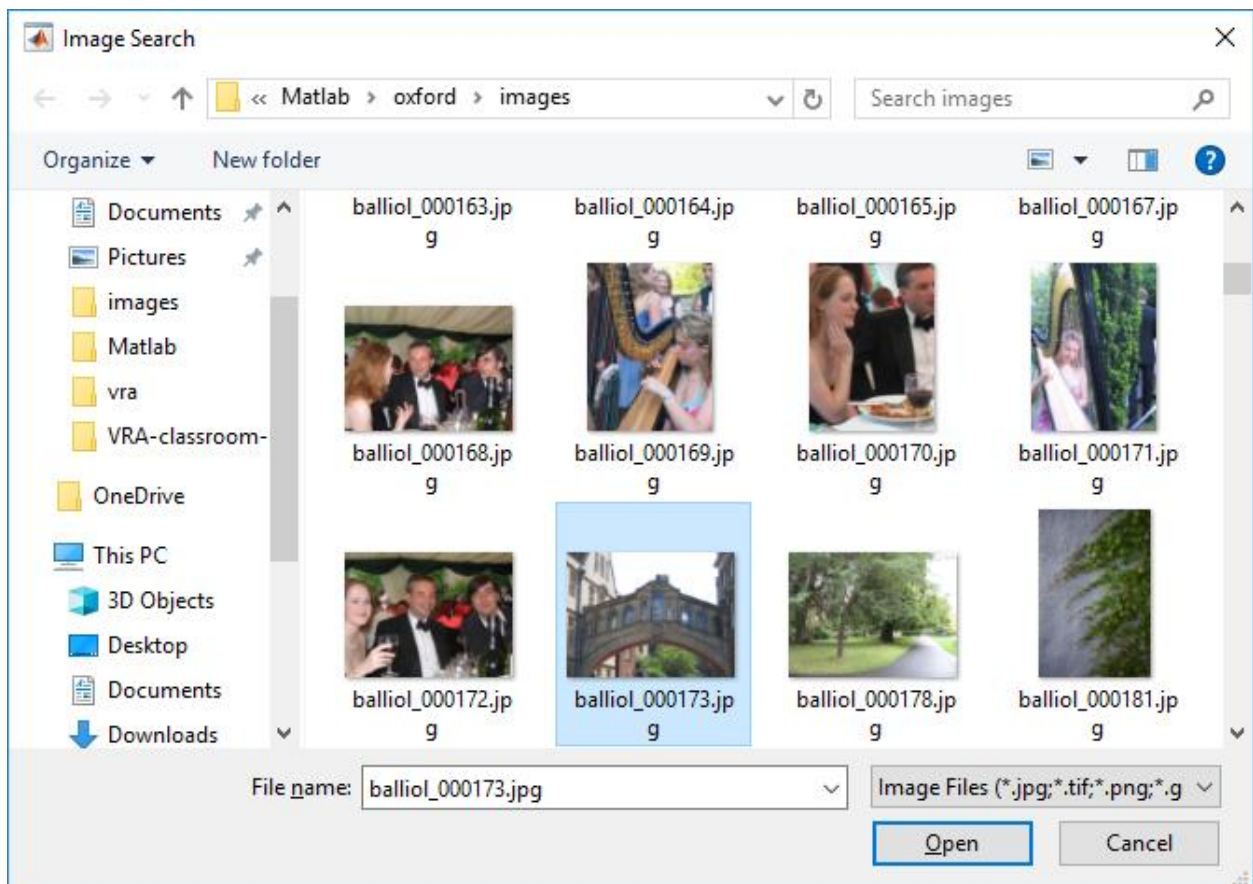 Image Search
« Matlab > oxford > images
Search images
Organize
New folder
?
Documents
Pictures
images
Matlab
vra
VRA-classroom-
OneDrive
This PC
3D Objects
Desktop
Documents
Downloads
balliol_000163.jp
g
balliol_000164.jp
g
balliol_000165.jp
g
balliol_000167.jp
g
balliol_000168.jp
g
balliol_000169.jp
g
balliol_000170.jp
g
balliol_000171.jp
g
balliol_000172.jp
g
balliol_000173.jp
g
balliol_000178.jp
g
balliol_000181.jp
g
File name: balliol_000173.jpg
Image Files (*.jpg;*.tif;*.png;*.g
Open
Cancel